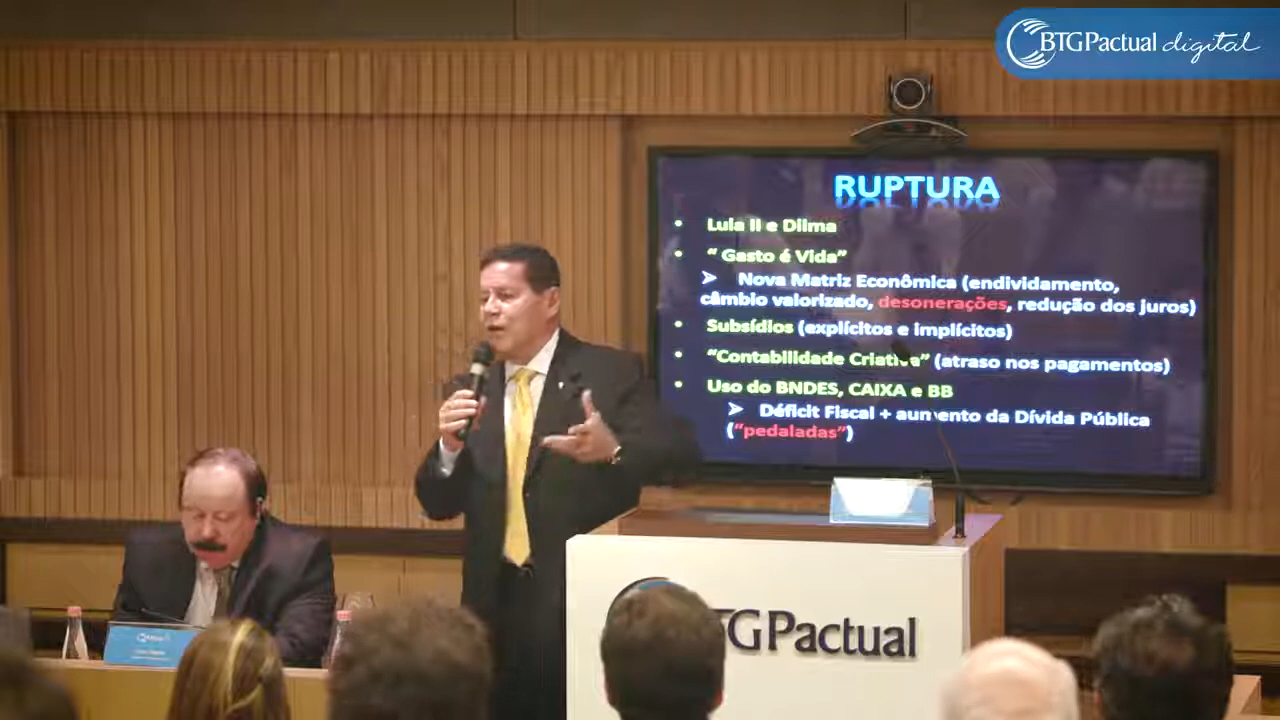 BTGPactual digital
RUPTURA
• Lula II e Dilma
• " Gasto é Vida"
➤ Nova Matriz Econômica (endividamento,
câmbio valorizado, desonerações, redução dos juros)
• Subsídios (explícitos e implícitos)
• "Contabilidade Criativa" (atraso nos pagamentos)
• Uso do BNDES, CAIXA e BB
➤ Déficit Fiscal + aumento da Dívida Pública
("pedaladas")
TGPactual